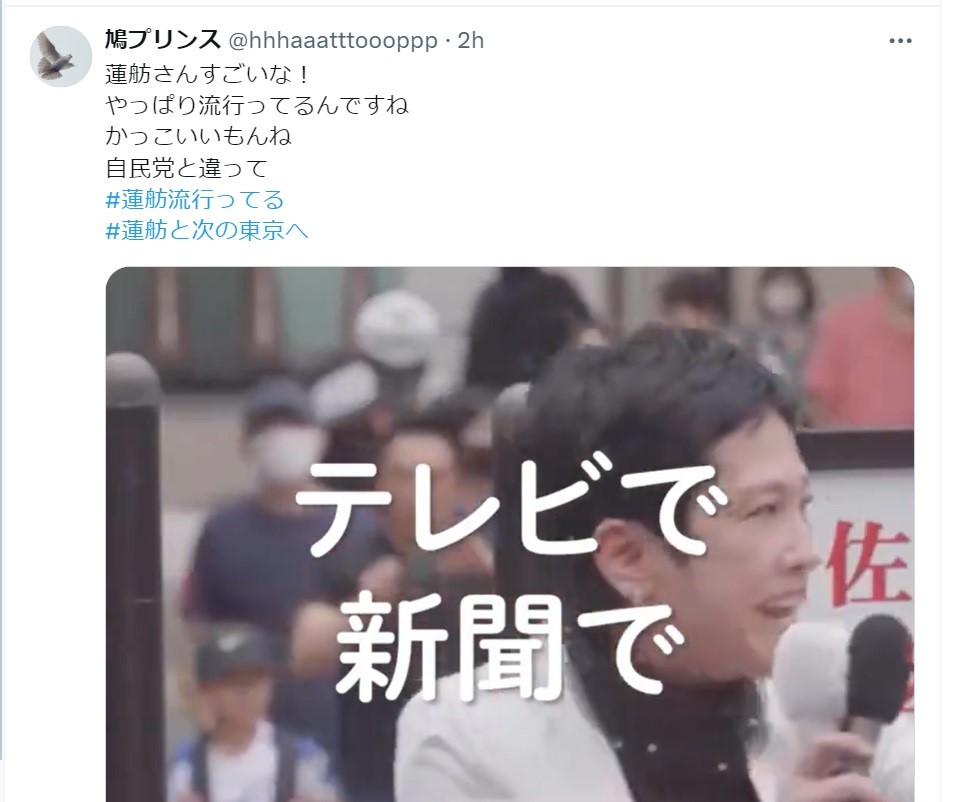 鳩プリンス @hhhaaatttoooppp · 2h
蓮舫さんすごいな！
やっぱり流行ってるんですね
かっこいいもんね
自民党と違って
#蓮舫流行ってる
#蓮舫と次の東京へ
テレビで
新聞で
佐